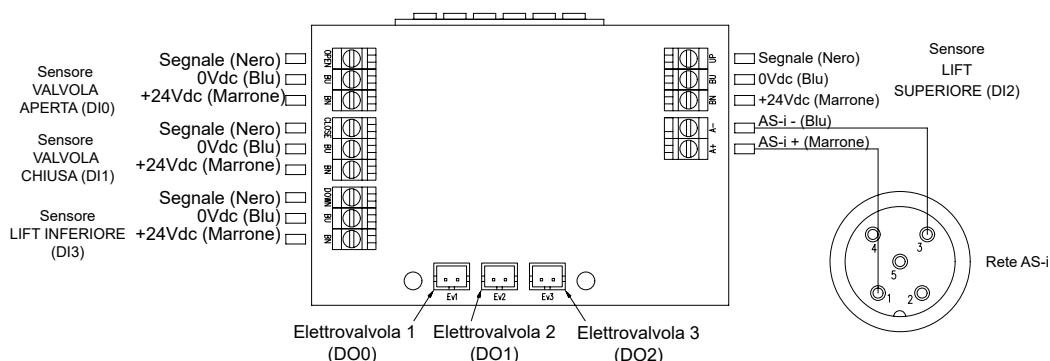 Sensore
VALVOLA
APERTA (DI0)
Segnale (Nero)
0Vdc (Blu)
+24Vdc (Marrone)
OPEN
BU
BN
Sensore
VALVOLA
CHIUSA (DI1)
Segnale (Nero)
0Vdc (Blu)
+24Vdc (Marrone)
CLOSE
BU
BN
Sensore
LIFT INFERIORE
(DI3)
Segnale (Nero)
0Vdc (Blu)
+24Vdc (Marrone)
DOWN
BU
BN
UP
BU
BN
A-
A+
Segnale (Nero)
0Vdc (Blu)
+24Vdc (Marrone)
AS-i - (Blu)
AS-i + (Marrone)
Sensore
LIFT
SUPERIORE (DI2)
4
3
5
1
2
Rete AS-i
Ev1
Ev2
Ev3
Elettrovalvola 1
(DO0)
Elettrovalvola 2
(DO1)
Elettrovalvola 3
(DO2)